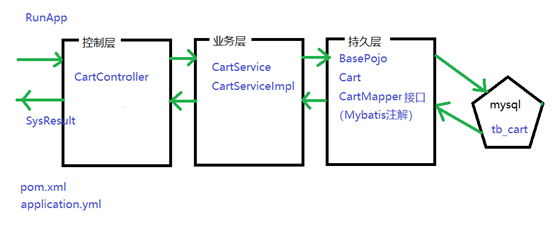 RunApp
控制层
CartController
SysResult
业务层
CartService
CartServiceImpl
持久层
BasePojo
Cart
CartMapper 接口
(Mybatis注解)
mysql
tb_cart
pom.xml
application.yml